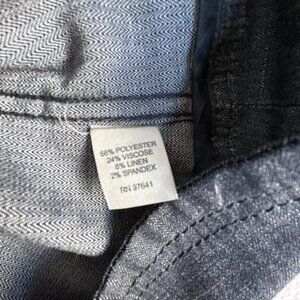 66% POLYESTER
24% VISCOSE
8% LINEN
2% SPANDEX
RN 97641